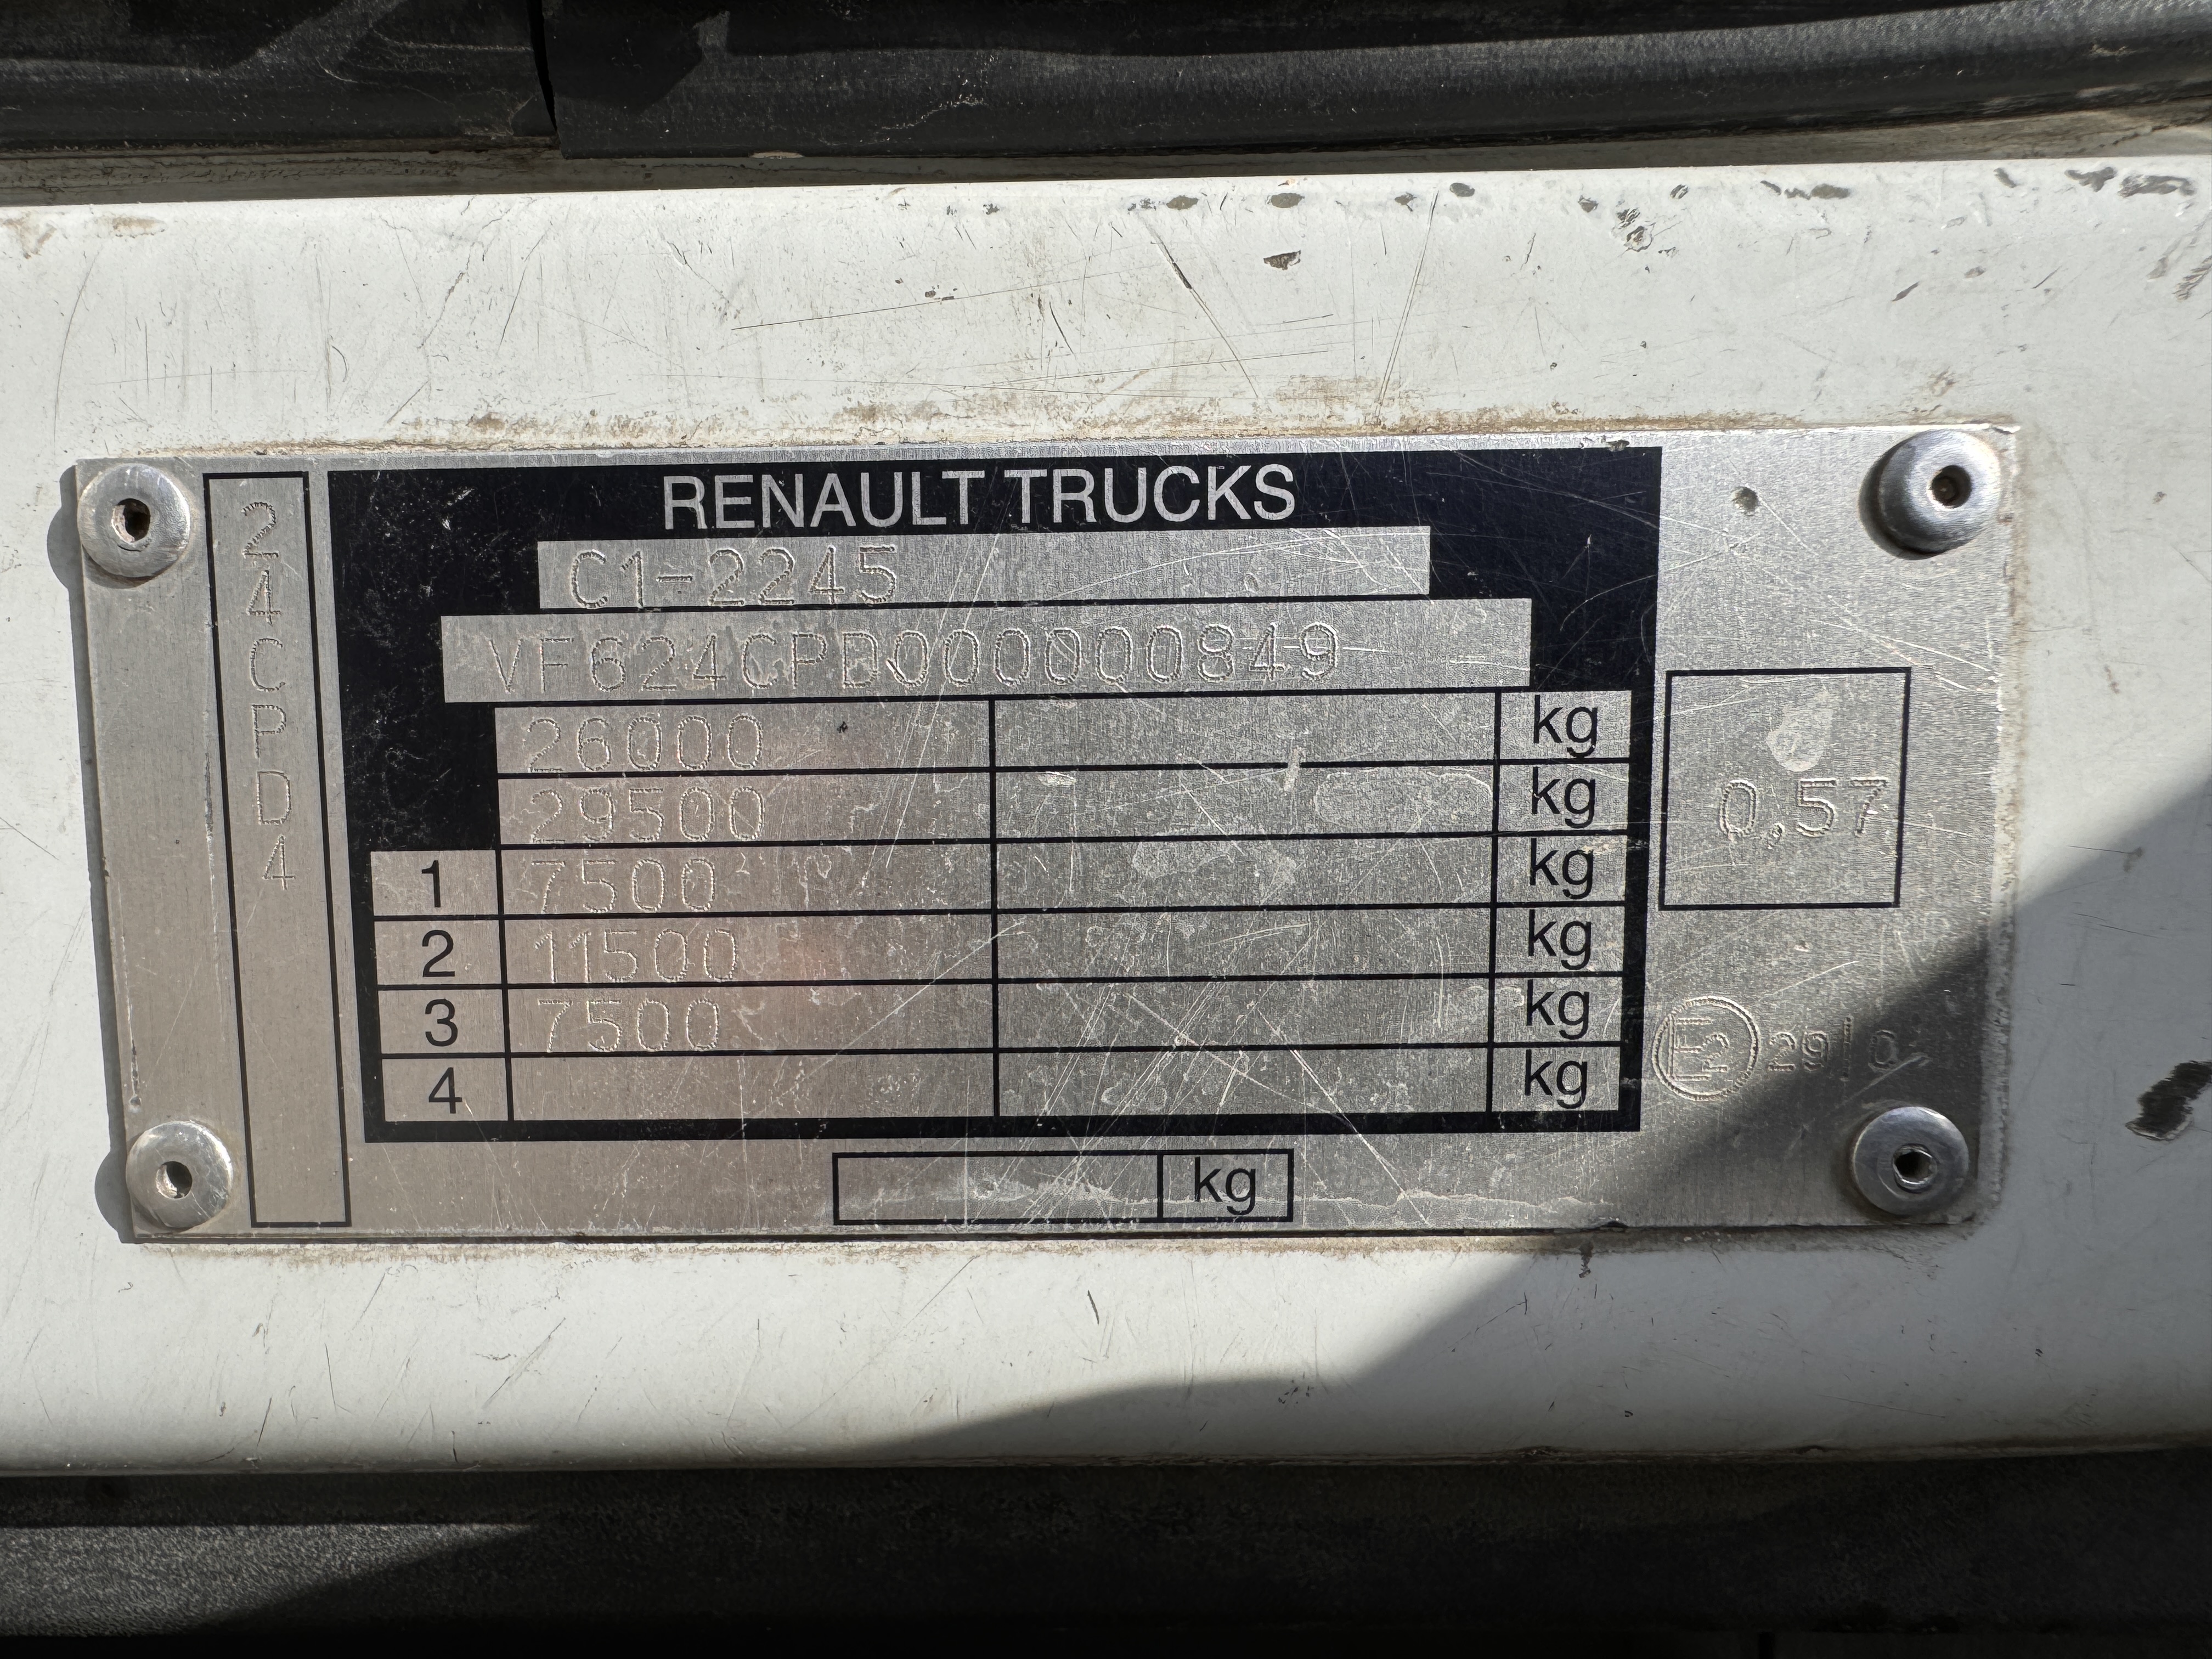 RENAULT TRUCKS
C1-2245
VF624CPD000000849
26000 kg
29500 kg
1 7500 kg
2 11500 kg
3 7500 kg
4 kg
kg
24CPD4
0,57
E2